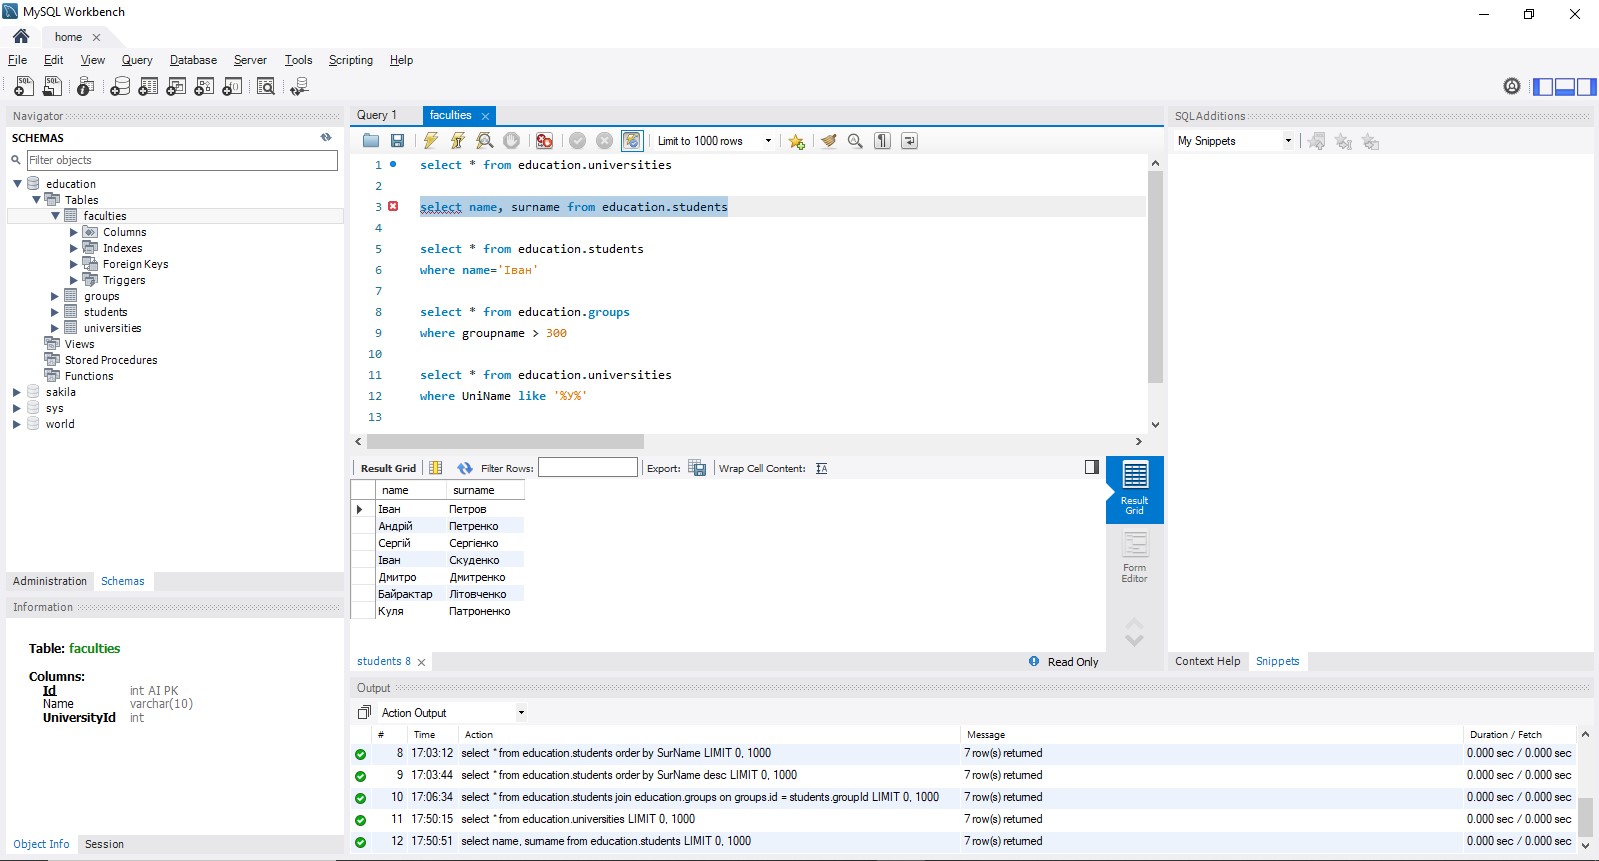 MySQL Workbench
home
File Edit View Query Database Server Tools Scripting Help
Navigator
SCHEMAS
Filter objects
education
Tables
faculties
Columns
Indexes
Foreign Keys
Triggers
groups
students
universities
Views
Stored Procedures
Functions
sakila
sys
world
Administration Schemas
Information
Table: faculties
Columns:
Id int AI PK
Name varchar(10)
UniversityId int
Object Info Session
Query 1 faculties
Limit to 1000 rows
1 select * from education.universities
2
3 select name, surname from education.students
4
5 select * from education.students
6 where name='Іван'
7
8 select * from education.groups
9 where groupname > 300
10
11 select * from education.universities
12 where UniName like '%У%'
13
Result Grid Filter Rows: Export: Wrap Cell Content:
name surname
Іван Петров
Андрій Петренко
Сергій Сергієнко
Іван Скуденко
Дмитро Дмитренко
Байрактар Літовченко
Куля Патроненко
Result Grid
Form Editor
students 8 Read Only
SQLAdditions
My Snippets
Context Help Snippets
Output
Action Output
# Time Action Message Duration / Fetch
8 17:03:12 select * from education.students order by SurName LIMIT 0, 1000 7 row(s) returned 0.000 sec / 0.000 sec
9 17:03:44 select * from education.students order by SurName desc LIMIT 0, 1000 7 row(s) returned 0.000 sec / 0.000 sec
10 17:06:34 select * from education.students join education.groups on groups.id = students.groupId LIMIT 0, 1000 7 row(s) returned 0.000 sec / 0.000 sec
11 17:50:15 select * from education.universities LIMIT 0, 1000 7 row(s) returned 0.000 sec / 0.000 sec
12 17:50:51 select name, surname from education.students LIMIT 0, 1000 7 row(s) returned 0.000 sec / 0.000 sec